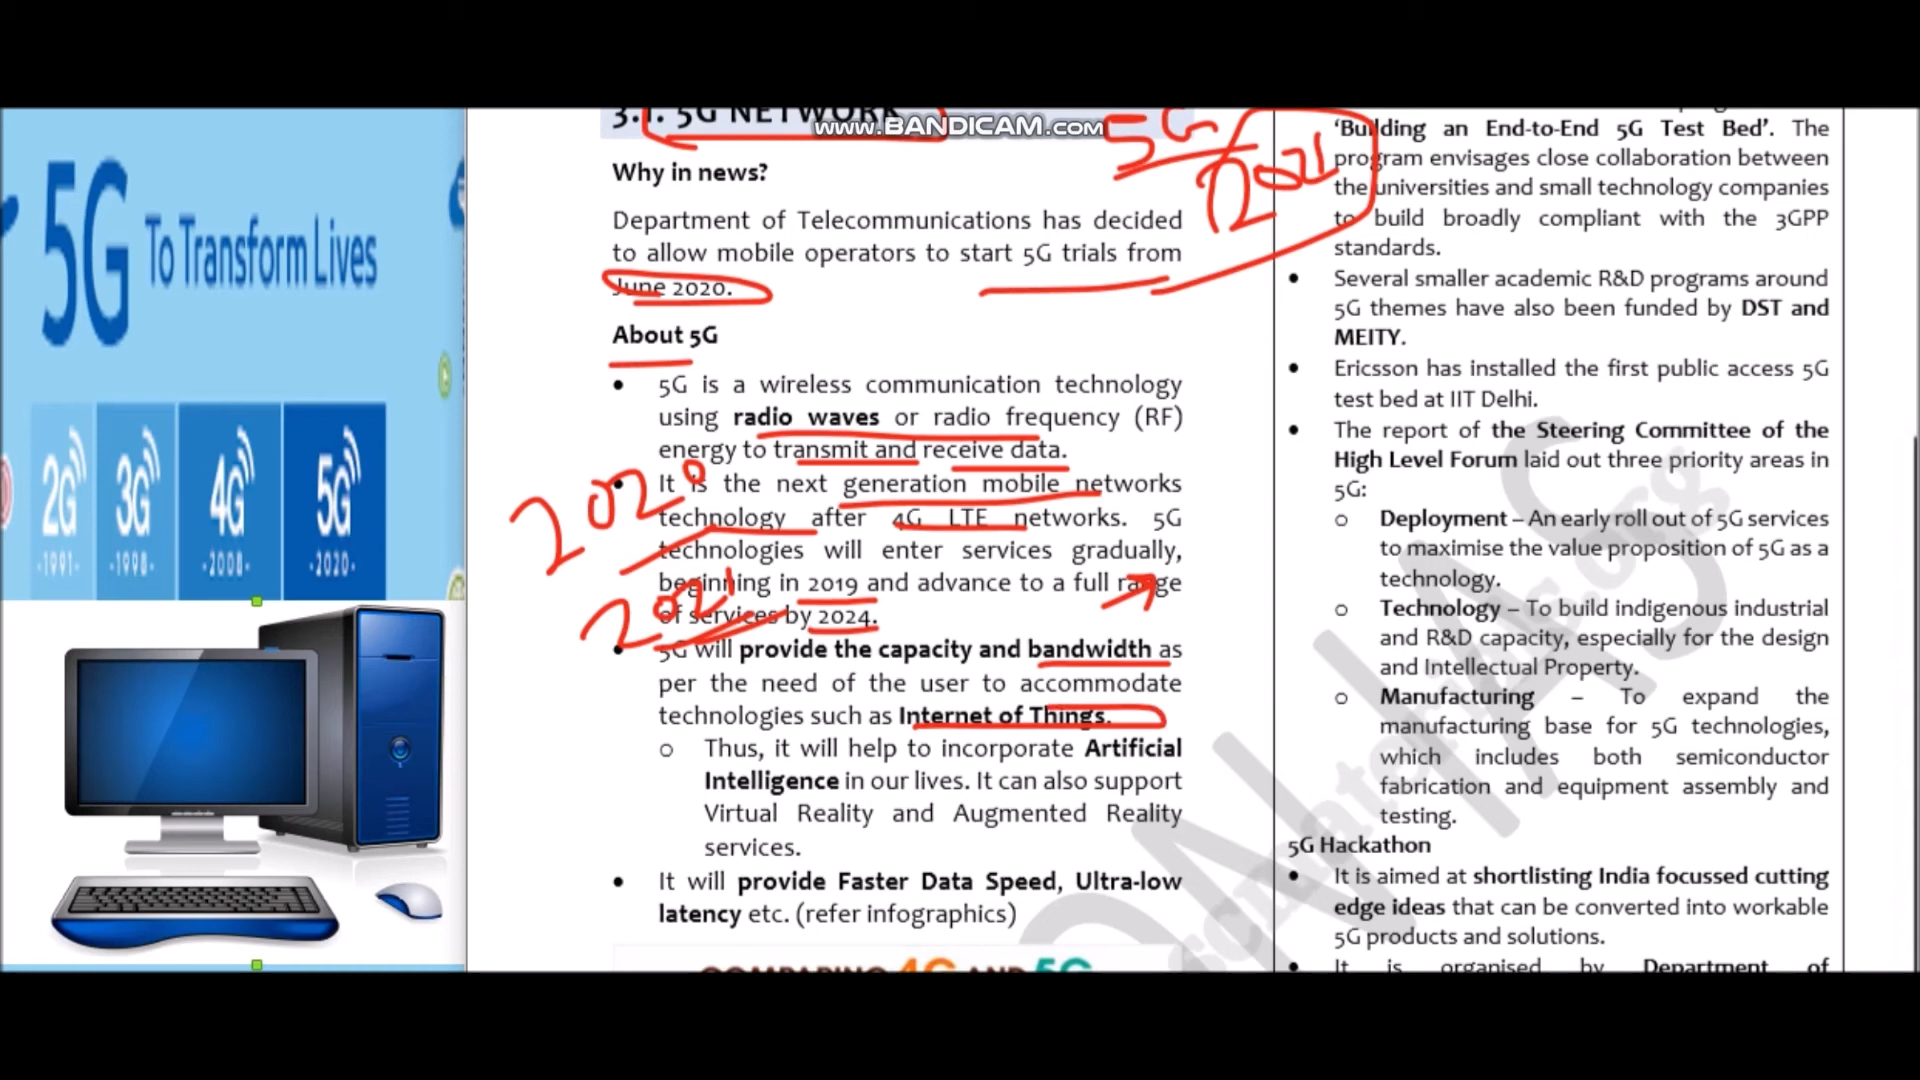 5G To Transform Lives
2G 3G 4G 5G
-1991- -1998- -2008- -2020-
3.1. 5G NETWORK
www.BANDICAM.com
5G
2021
Why in news?
Department of Telecommunications has decided
to allow mobile operators to start 5G trials from
June 2020.
About 5G
• 5G is a wireless communication technology
using radio waves or radio frequency (RF)
energy to transmit and receive data.
2020
• It is the next generation mobile networks
technology after 4G LTE networks. 5G
technologies will enter services gradually,
beginning in 2019 and advance to a full range
of services by 2024.
2021
• 5G will provide the capacity and bandwidth as
per the need of the user to accommodate
technologies such as Internet of Things.
o Thus, it will help to incorporate Artificial
Intelligence in our lives. It can also support
Virtual Reality and Augmented Reality
services.
• It will provide Faster Data Speed, Ultra-low
latency etc. (refer infographics)
COMPARING 4G AND 5G
‘Building an End-to-End 5G Test Bed’. The
program envisages close collaboration between
the universities and small technology companies
to build broadly compliant with the 3GPP
standards.
• Several smaller academic R&D programs around
5G themes have also been funded by DST and
MEITY.
• Ericsson has installed the first public access 5G
test bed at IIT Delhi.
• The report of the Steering Committee of the
High Level Forum laid out three priority areas in
5G:
o Deployment – An early roll out of 5G services
to maximise the value proposition of 5G as a
technology.
o Technology – To build indigenous industrial
and R&D capacity, especially for the design
and Intellectual Property.
o Manufacturing – To expand the
manufacturing base for 5G technologies,
which includes both semiconductor
fabrication and equipment assembly and
testing.
5G Hackathon
• It is aimed at shortlisting India focussed cutting
edge ideas that can be converted into workable
5G products and solutions.
• It is organised by Department of